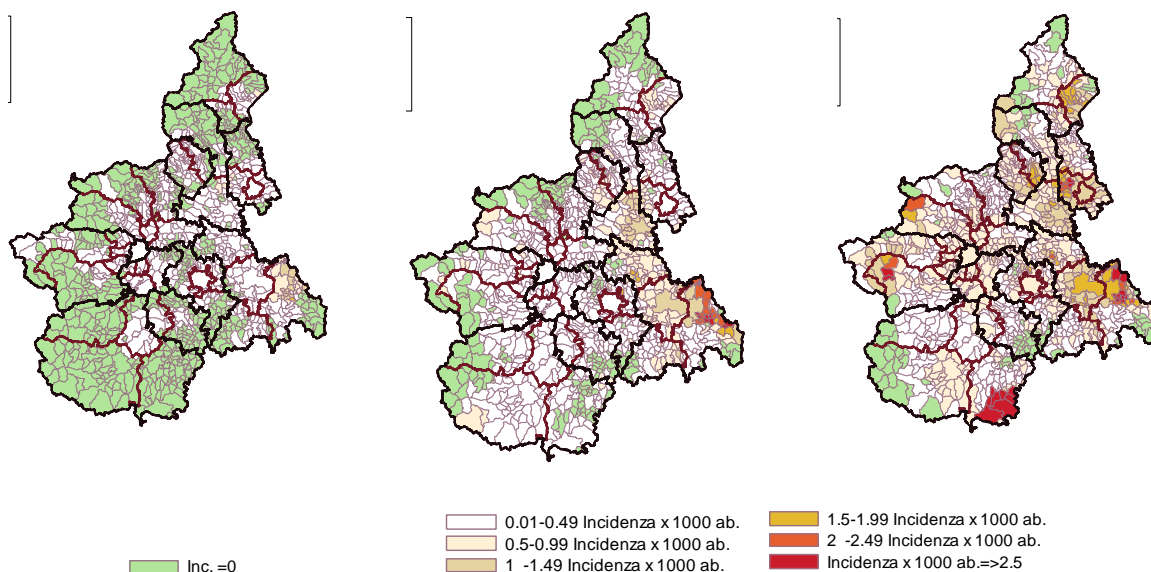 0.01-0.49 Incidenza x 1000 ab.
0.5-0.99 Incidenza x 1000 ab.
1 -1.49 Incidenza x 1000 ab.
1.5-1.99 Incidenza x 1000 ab.
2 -2.49 Incidenza x 1000 ab.
Incidenza x 1000 ab.=>2.5
Inc. =0